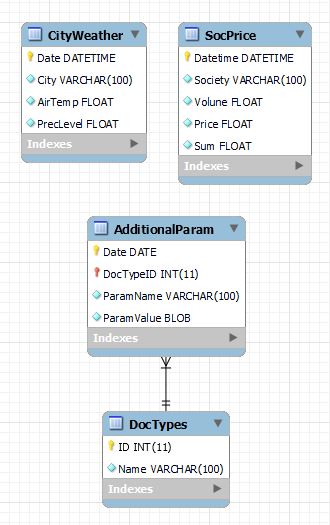 CityWeather
Date DATETIME
City VARCHAR(100)
AirTemp FLOAT
PrecLevel FLOAT
Indexes
SocPrice
Datetime DATETIME
Society VARCHAR(100)
Volune FLOAT
Price FLOAT
Sum FLOAT
Indexes
AdditionalParam
Date DATE
DocTypeID INT(11)
ParamName VARCHAR(100)
ParamValue BLOB
Indexes
DocTypes
ID INT(11)
Name VARCHAR(100)
Indexes